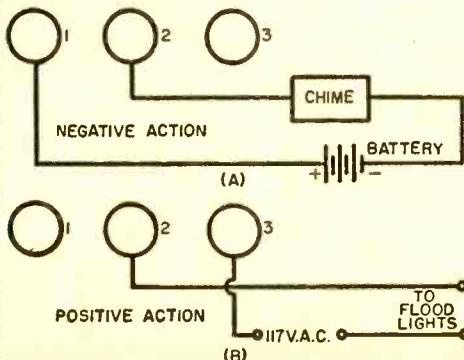 1 2 3
CHIME
NEGATIVE ACTION
BATTERY
+ -
(A)
1 2 3
TO
FLOOD
LIGHTS
POSITIVE ACTION
117V.A.C.
(B)